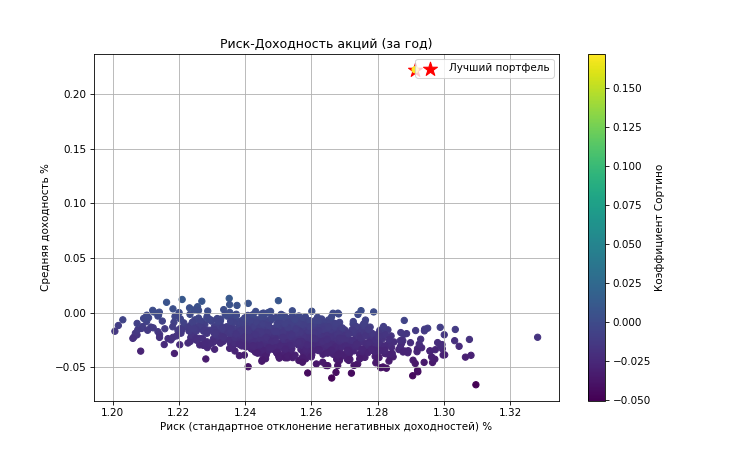 Риск-Доходность акций (за год)
Лучший портфель
Средняя доходность %
0.20
0.15
0.10
0.05
0.00
−0.05
1.20 1.22 1.24 1.26 1.28 1.30 1.32
Риск (стандартное отклонение негативных доходностей) %
0.150
0.125
0.100
0.075
0.050
0.025
0.000
−0.025
−0.050
Коэффициент Сортино